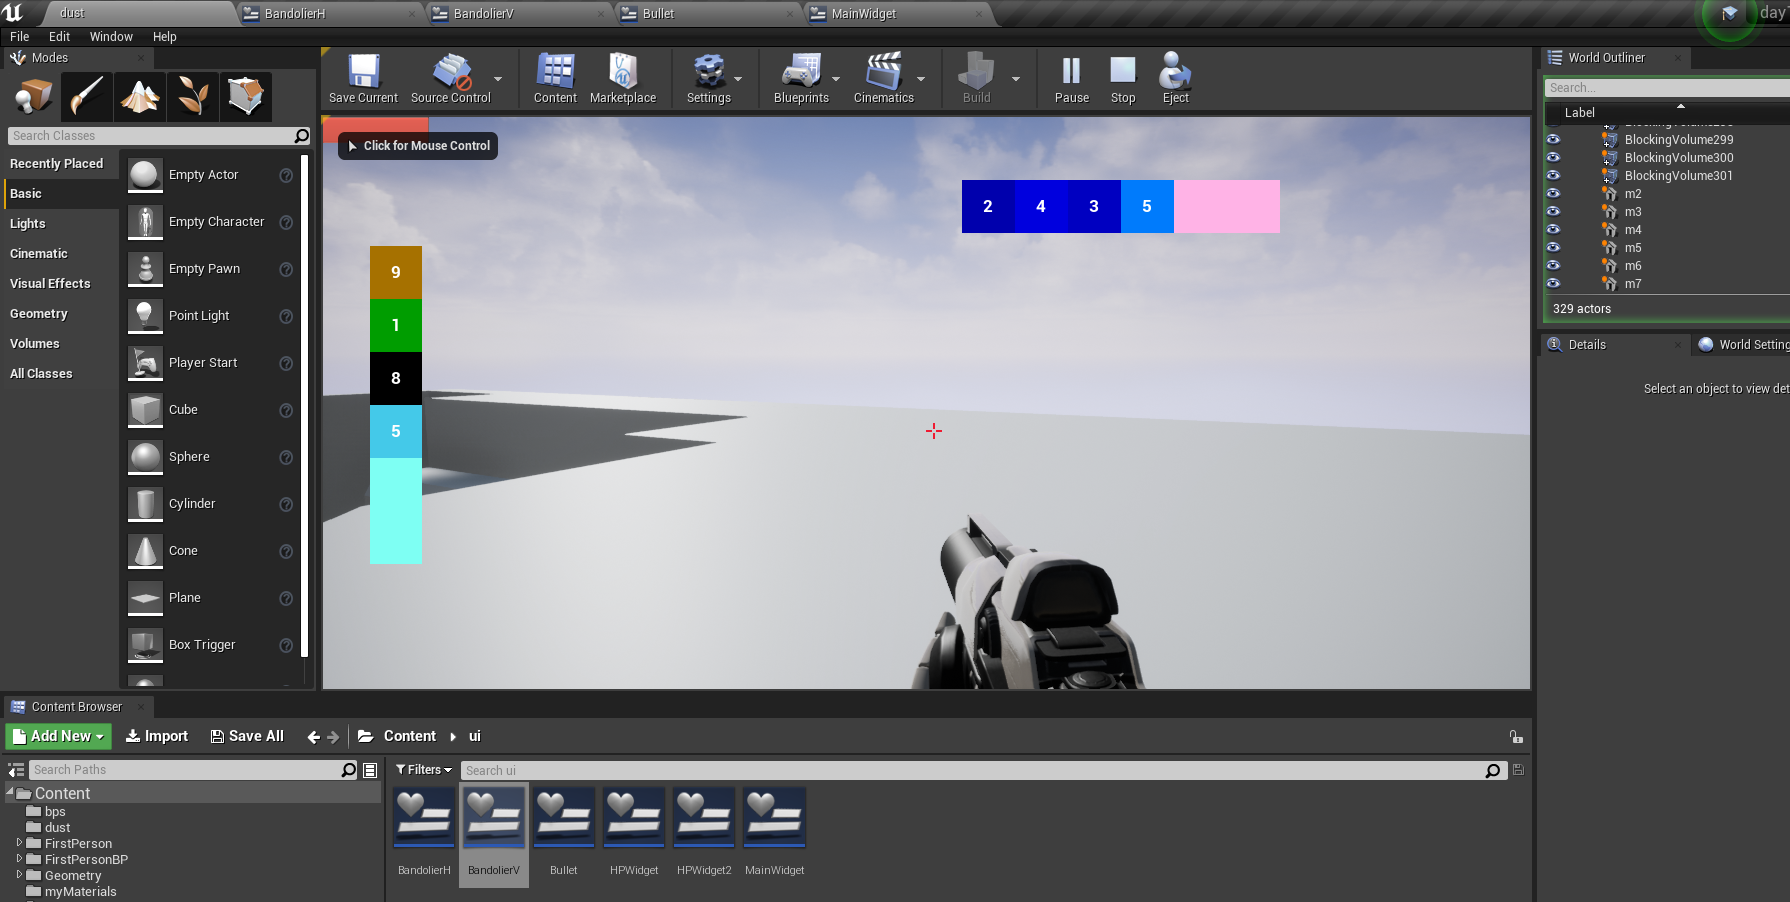 dust
BandolierH
BandolierV
Bullet
MainWidget
File Edit Window Help
Modes
Search Classes
Recently Placed
Basic
Lights
Cinematic
Visual Effects
Geometry
Volumes
All Classes
Empty Actor
Empty Character
Empty Pawn
Point Light
Player Start
Cube
Sphere
Cylinder
Cone
Plane
Box Trigger
Save Current
Source Control
Content
Marketplace
Settings
Blueprints
Cinematics
Build
Pause
Stop
Eject
Click for Mouse Control
2 4 3 5
9
1
8
5
World Outliner
Search...
Label
BlockingVolume299
BlockingVolume300
BlockingVolume301
m2
m3
m4
m5
m6
m7
329 actors
Details
World Setting
Select an object to view det
Content Browser
Add New
Import
Save All
Content
ui
Search Paths
Filters
Search ui
Content
bps
dust
FirstPerson
FirstPersonBP
Geometry
myMaterials
BandolierH
BandolierV
Bullet
HPWidget
HPWidget2
MainWidget